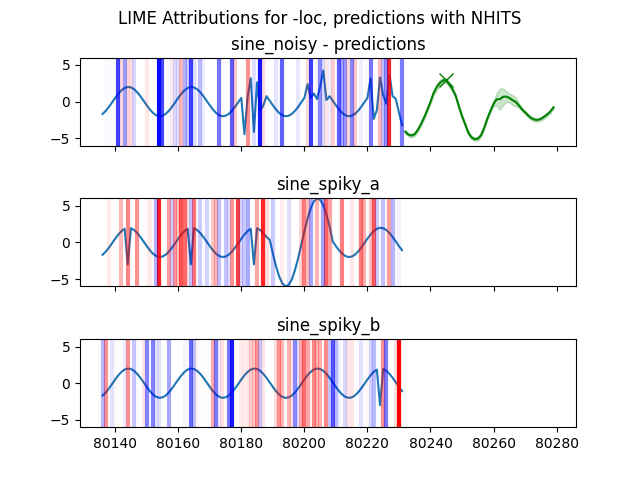 LIME Attributions for -loc, predictions with NHITS
sine_noisy - predictions
5
0
−5
sine_spiky_a
5
0
−5
sine_spiky_b
5
0
−5
80140 80160 80180 80200 80220 80240 80260 80280